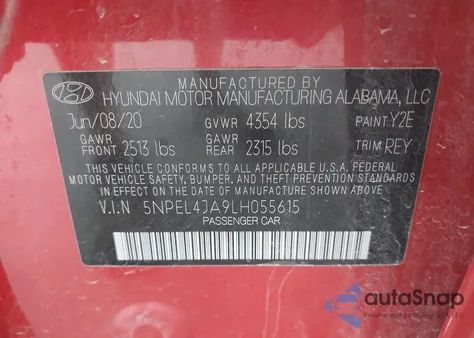 MANUFACTURED BY
HYUNDAI MOTOR MANUFACTURING ALABAMA, LLC
Jun/08/20 GVWR 4354 lbs PAINT Y2E
GAWR FRONT 2513 lbs GAWR REAR 2315 lbs TRIM REY
THIS VEHICLE CONFORMS TO ALL APPLICABLE U.S.A. FEDERAL
MOTOR VEHICLE SAFETY, BUMPER, AND THEFT PREVENTION STANDARDS
IN EFFECT ON THE DATE OF MANUFACTURE SHOWN ABOVE.
V.I.N 5NPEL4JA9LH055615
PASSENGER CAR
autoSnap